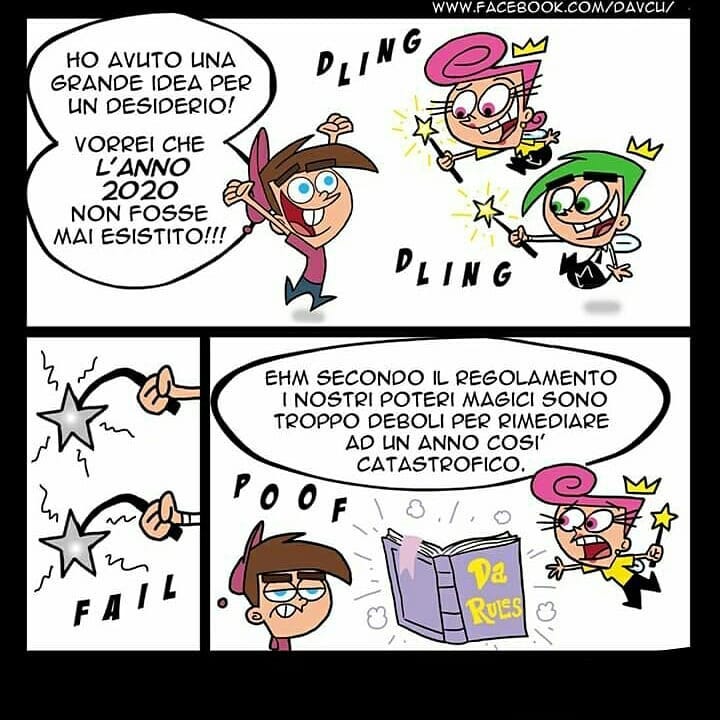 WWW.FACEBOOK.COM/DAVCU/
HO AVUTO UNA
GRANDE IDEA PER
UN DESIDERIO!
VORREI CHE
L'ANNO
2020
NON FOSSE
MAI ESISTITO!!!
DLING
DLING
FAIL
EHM SECONDO IL REGOLAMENTO
I NOSTRI POTERI MAGICI SONO
TROPPO DEBOLI PER RIMEDIARE
AD UN ANNO COSI'
CATASTROFICO.
POOF
Da
RULES